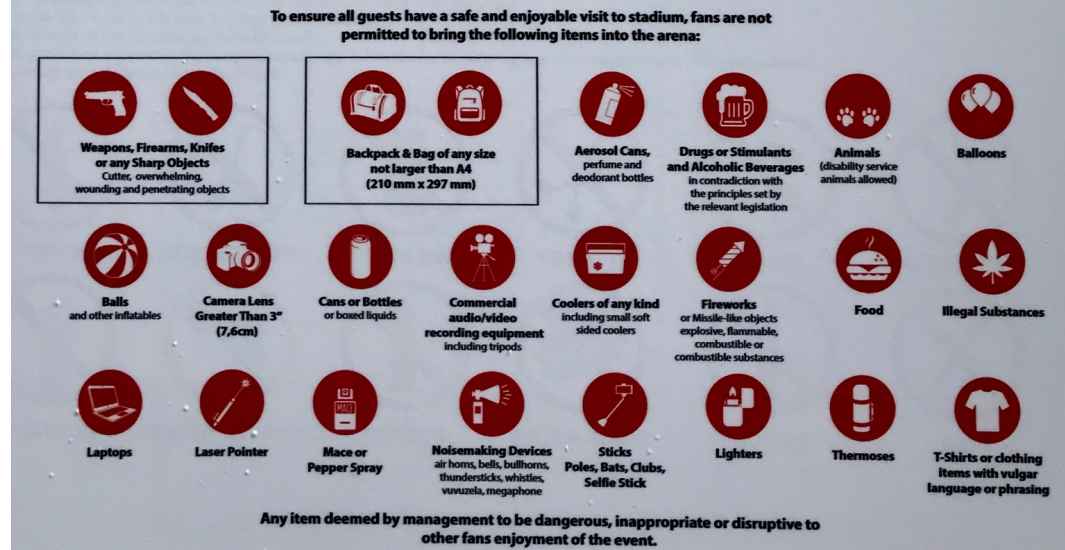 To ensure all guests have a safe and enjoyable visit to stadium, fans are not
permitted to bring the following items into the arena:
Weapons, Firearms, Knifes
or any Sharp Objects
Cutter, overwhelming,
wounding and penetrating objects
Backpack & Bag of any size
not larger than A4
(210 mm x 297 mm)
Aerosol Cans,
perfume and
deodorant bottles
Drugs or Stimulants
and Alcoholic Beverages
in contradiction with
the principles set by
the relevant legislation
Animals
(disability service
animals allowed)
Balloons
Balls
and other inflatables
Camera Lens
Greater Than 3"
(7,6cm)
Cans or Bottles
or boxed liquids
Commercial
audio/video
recording equipment
including tripods
Coolers of any kind
including small soft
sided coolers
Fireworks
or Missile-like objects
explosive, flammable,
combustible or
combustible substances
Food
Illegal Substances
Laptops
Laser Pointer
MACE
Mace or
Pepper Spray
Noisemaking Devices
air horns, bells, bullhorns,
thundersticks, whistles,
vuvuzela, megaphone
Sticks
Poles, Bats, Clubs,
Selfie Stick
Lighters
Thermoses
T-Shirts or clothing
items with vulgar
language or phrasing
Any item deemed by management to be dangerous, inappropriate or disruptive to
other fans enjoyment of the event.